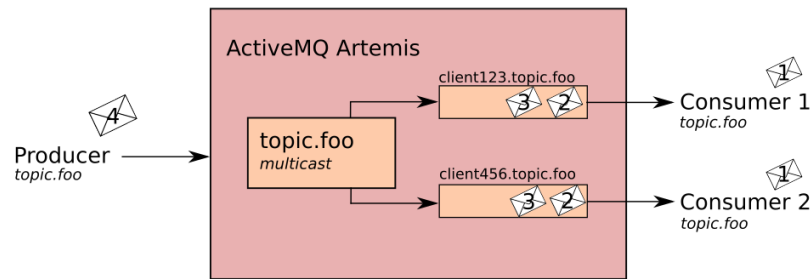 ActiveMQ Artemis
4
Producer
topic.foo
topic.foo
multicast
client123.topic.foo
3 2
client456.topic.foo
3 2
1
Consumer 1
topic.foo
1
Consumer 2
topic.foo